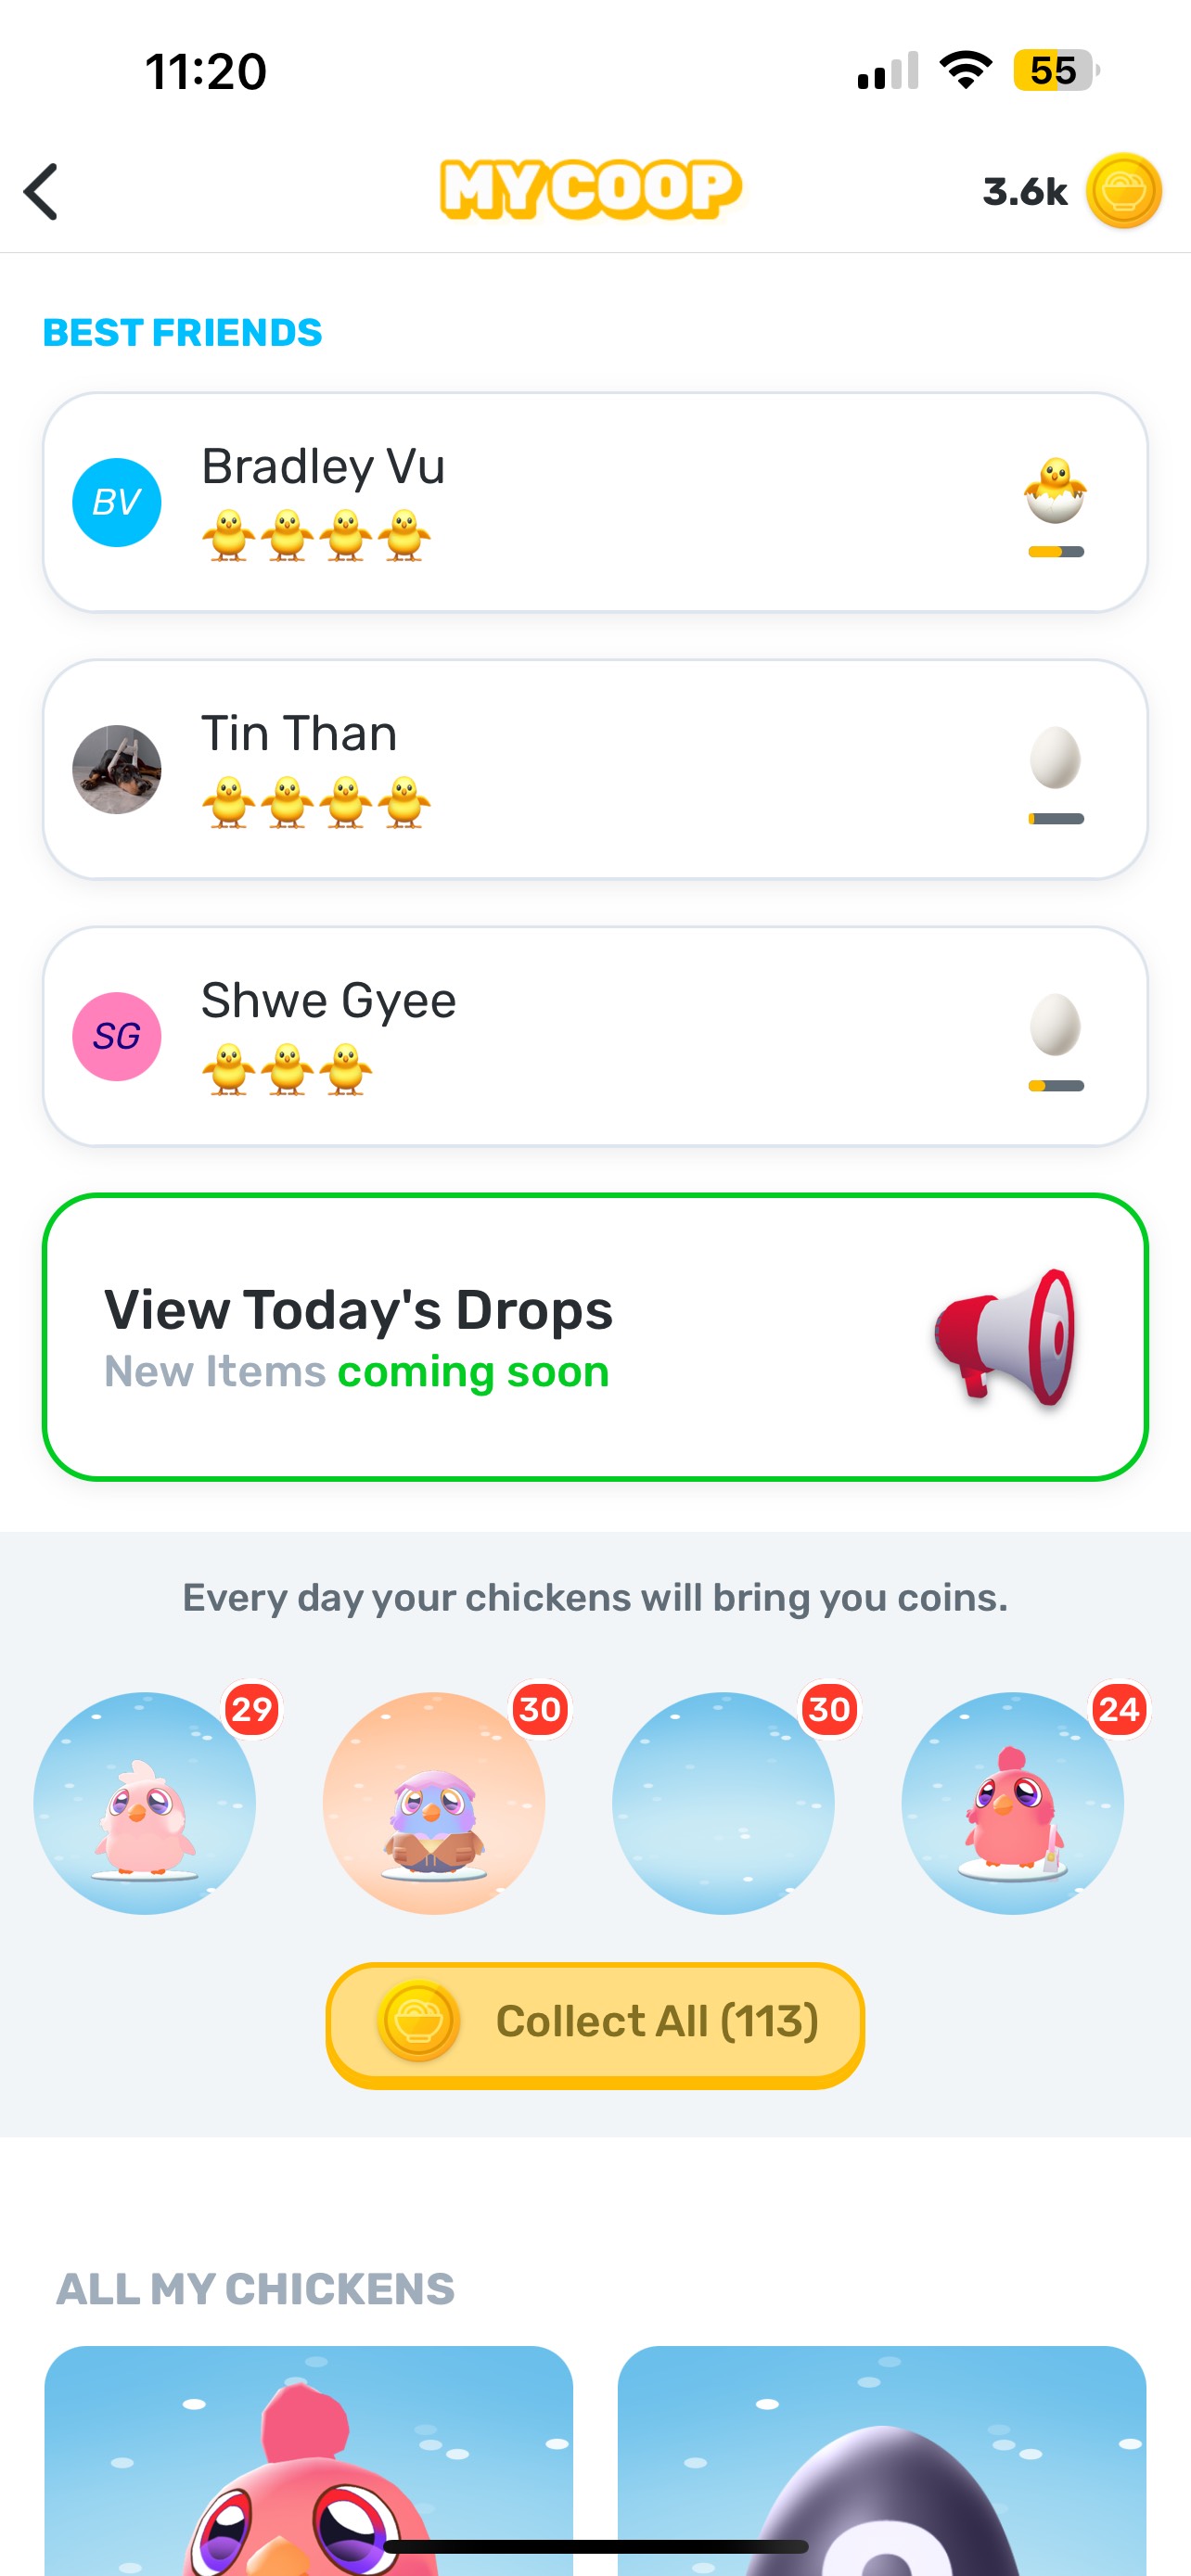 11:20
55
MY COOP
3.6k
BEST FRIENDS
BV
Bradley Vu
Tin Than
SG
Shwe Gyee
View Today's Drops
New Items coming soon
Every day your chickens will bring you coins.
29
30
30
24
Collect All (113)
ALL MY CHICKENS